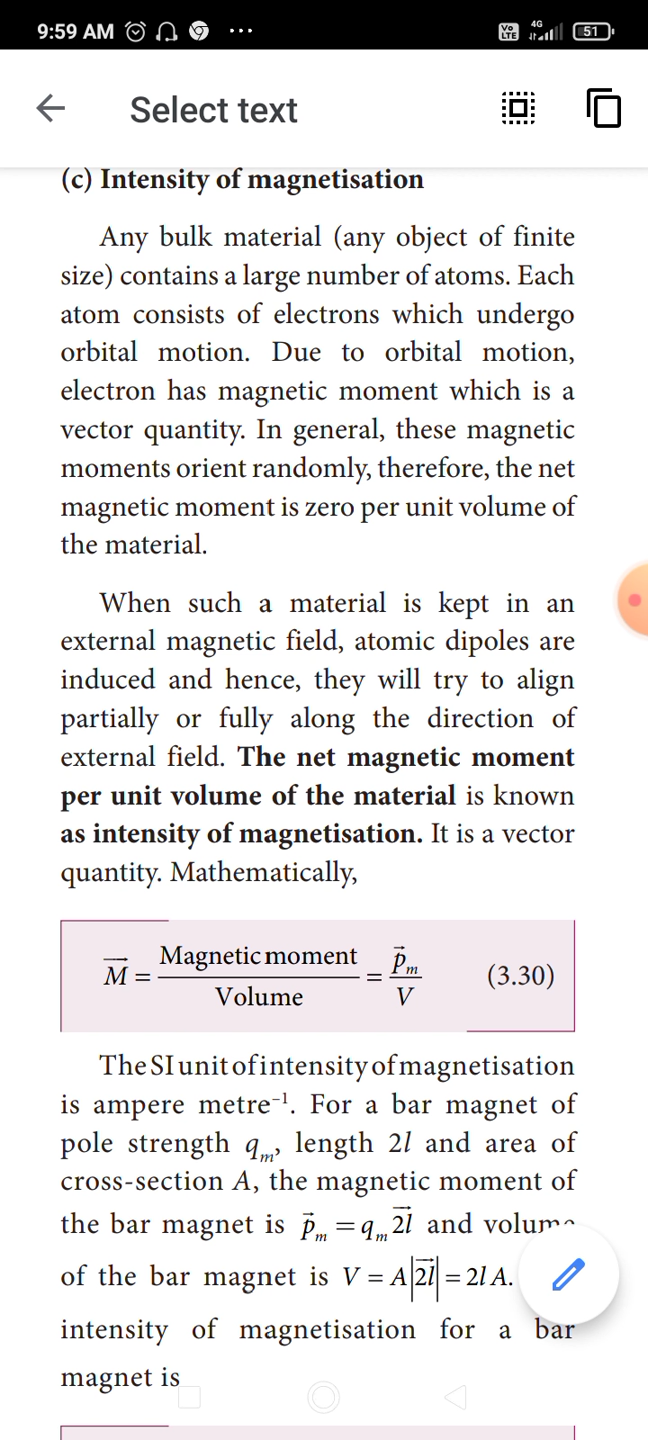 9:59 AM ... Vo LTE 4G 51
Select text
(c) Intensity of magnetisation
Any bulk material (any object of finite
size) contains a large number of atoms. Each
atom consists of electrons which undergo
orbital motion. Due to orbital motion,
electron has magnetic moment which is a
vector quantity. In general, these magnetic
moments orient randomly, therefore, the net
magnetic moment is zero per unit volume of
the material.
When such a material is kept in an
external magnetic field, atomic dipoles are
induced and hence, they will try to align
partially or fully along the direction of
external field. The net magnetic moment
per unit volume of the material is known
as intensity of magnetisation. It is a vector
quantity. Mathematically,
M⃗ = Magnetic moment / Volume = p⃗ₘ / V (3.30)
The SI unit of intensity of magnetisation
is ampere metre⁻¹. For a bar magnet of
pole strength qₘ, length 2l and area of
cross-section A, the magnetic moment of
the bar magnet is p⃗ₘ = qₘ 2l⃗ and
of the bar magnet is V = A|2l⃗| = 2l A.
intensity of magnetisation for a bar
magnet is